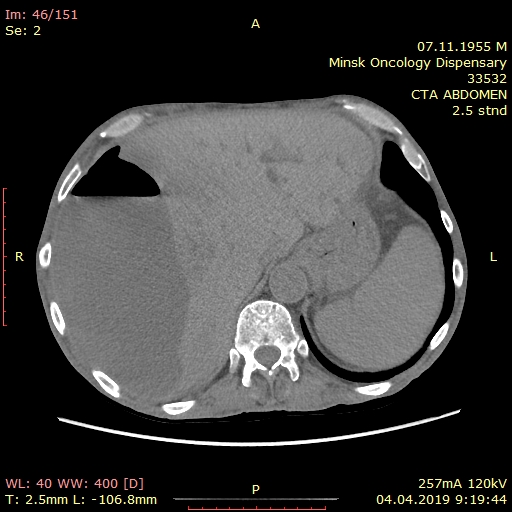 Im: 46/151
Se: 2
A
07.11.1955 M
Minsk Oncology Dispensary
33532
CTA ABDOMEN
2.5 stnd
R
L
WL: 40 WW: 400 [D]
T: 2.5mm L: -106.8mm
P
257mA 120kV
04.04.2019 9:19:44